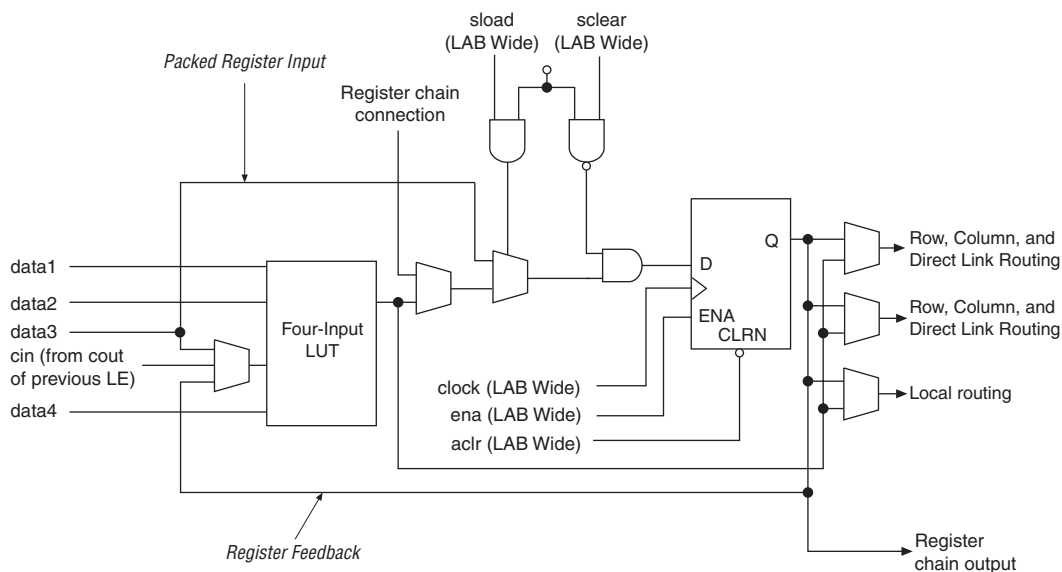 sload
(LAB Wide)
sclear
(LAB Wide)
Packed Register Input
Register chain
connection
data1
data2
data3
cin (from cout
of previous LE)
data4
Four-Input
LUT
Q
D
ENA
CLRN
clock (LAB Wide)
ena (LAB Wide)
aclr (LAB Wide)
Row, Column, and
Direct Link Routing
Row, Column, and
Direct Link Routing
Local routing
Register Feedback
Register
chain output